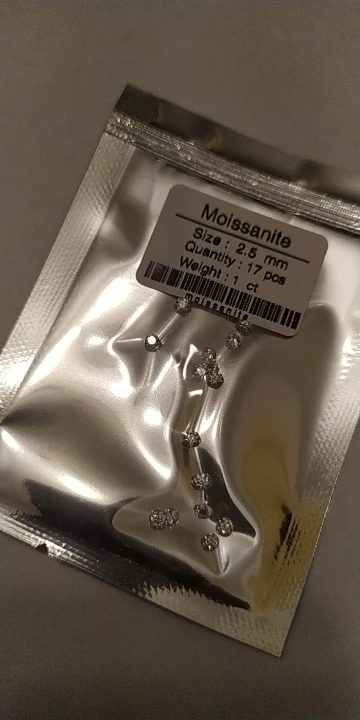 Moissanite
Size : 2.5 mm
Quantity : 17 pcs
Weight : 1 ct
Moissanite